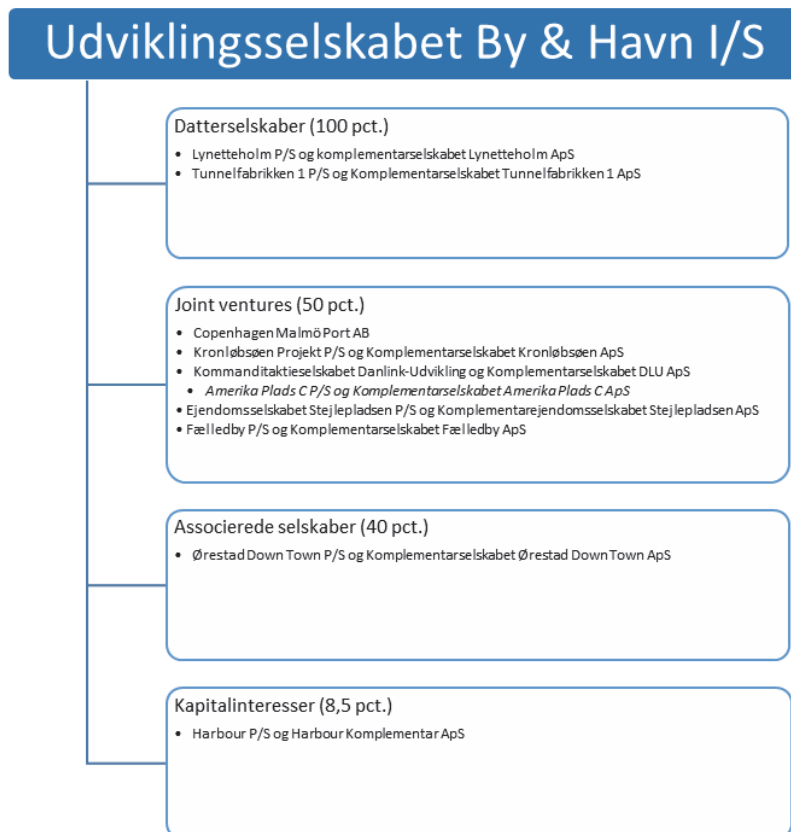 Udviklingsselskabet By & Havn I/S
Datterselskaber (100 pct.)
• Lynetteholm P/S og komplementarselskabet Lynetteholm ApS
• Tunnelfabrikken 1 P/S og Komplementarselskabet Tunnelfabrikken 1 ApS
Joint ventures (50 pct.)
• Copenhagen Malmö Port AB
• Kronløbsøen Projekt P/S og Komplementarselskabet Kronløbsøen ApS
• Kommanditaktieselskabet Danlink-Udvikling og Komplementarselskabet DLU ApS
• Amerika Plads C P/S og Komplementarselskabet Amerika Plads C ApS
• Ejendomsselskabet Stejlepladsen P/S og Komplementarejendomsselskabet Stejlepladsen ApS
• Fælledby P/S og Komplementarselskabet Fælledby ApS
Associerede selskaber (40 pct.)
• Ørestad Down Town P/S og Komplementarselskabet Ørestad Down Town ApS
Kapitalinteresser (8,5 pct.)
• Harbour P/S og Harbour Komplementar ApS